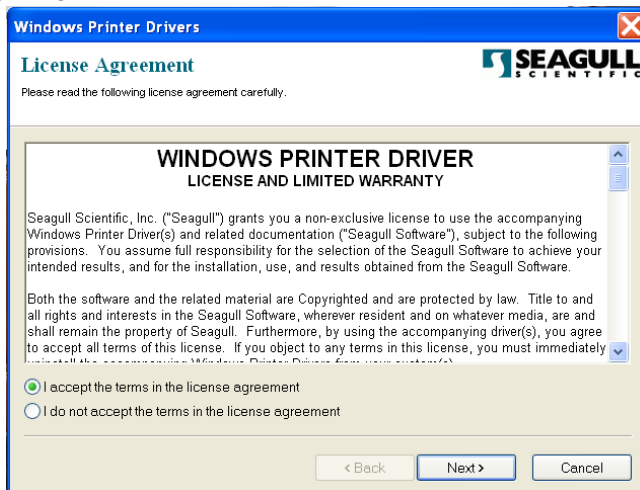 Windows Printer Drivers
License Agreement
SEAGULL
SCIENTIFIC
Please read the following license agreement carefully.
WINDOWS PRINTER DRIVER
LICENSE AND LIMITED WARRANTY
Seagull Scientific, Inc. ("Seagull") grants you a non-exclusive license to use the accompanying
Windows Printer Driver(s) and related documentation ("Seagull Software"), subject to the following
provisions. You assume full responsibility for the selection of the Seagull Software to achieve your
intended results, and for the installation, use, and results obtained from the Seagull Software.
Both the software and the related material are Copyrighted and are protected by law. Title to and
all rights and interests in the Seagull Software, wherever resident and on whatever media, are and
shall remain the property of Seagull. Furthermore, by using the accompanying driver(s), you agree
to accept all terms of this license. If you object to any terms in this license, you must immediately
I accept the terms in the license agreement
I do not accept the terms in the license agreement
< Back
Next >
Cancel